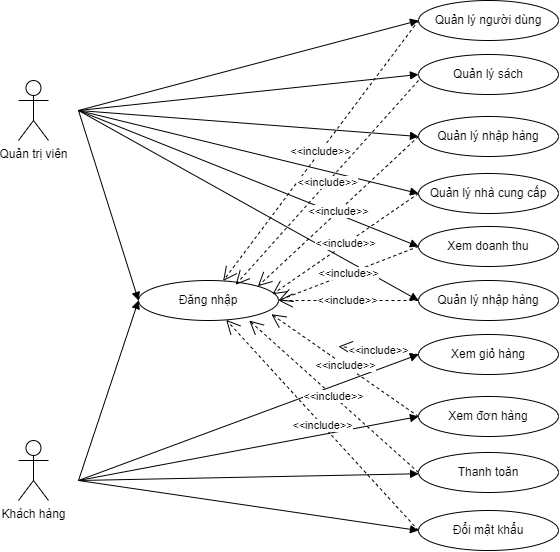 Quản lý người dùng
Quản lý sách
Quản trị viên
Quản lý nhập hàng
<<include>>
<<include>>
Quản lý nhà cung cấp
<<include>>
<<include>>
Xem doanh thu
<<include>>
Đăng nhập
<<include>>
Quản lý nhập hàng
<<include>>
Xem giỏ hàng
<<include>>
<<include>>
Xem đơn hàng
<<include>>
Thanh toãn
Khách hàng
Đổi mật khẩu